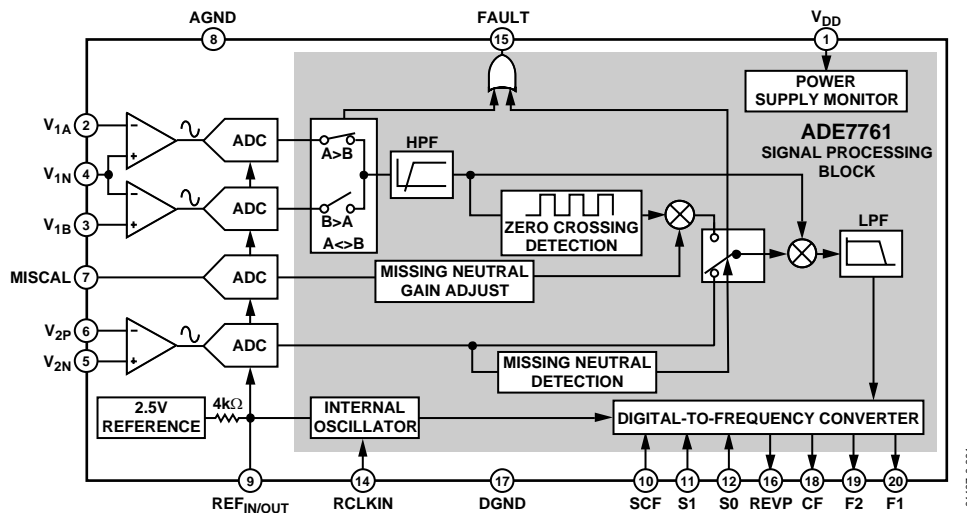 AGND
8
FAULT
15
VDD
1
POWER
SUPPLY MONITOR
ADE7761
SIGNAL PROCESSING
BLOCK
V1A
2
−
+
ADC
A>B
HPF
V1N
4
−
+
ADC
B>A
A<>B
V1B
3
ZERO CROSSING
DETECTION
LPF
MISCAL
7
ADC
MISSING NEUTRAL
GAIN ADJUST
V2P
6
−
+
ADC
V2N
5
MISSING NEUTRAL
DETECTION
2.5V
REFERENCE
4kΩ
INTERNAL
OSCILLATOR
DIGITAL-TO-FREQUENCY CONVERTER
9
14
17
10
11
12
16
18
19
20
REFIN/OUT
RCLKIN
DGND
SCF
S1
S0
REVP
CF
F2
F1